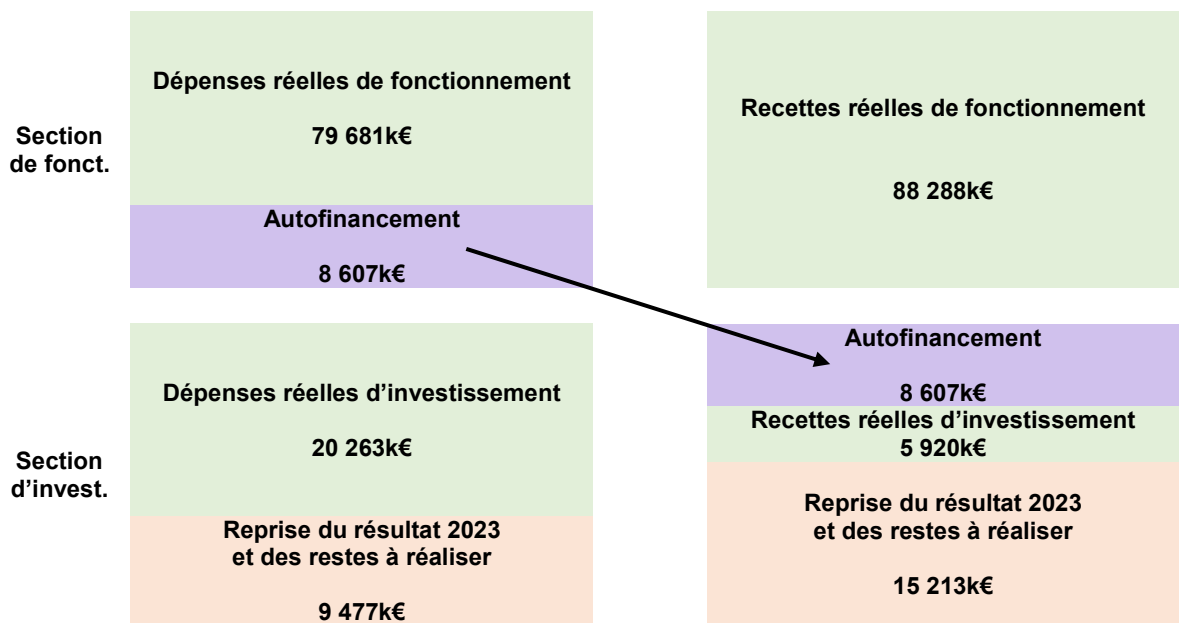 Section
de fonct.
Dépenses réelles de fonctionnement
79 681k€
Autofinancement
8 607k€
Recettes réelles de fonctionnement
88 288k€
Section
d’invest.
Dépenses réelles d’investissement
20 263k€
Reprise du résultat 2023
et des restes à réaliser
9 477k€
Autofinancement
8 607k€
Recettes réelles d’investissement
5 920k€
Reprise du résultat 2023
et des restes à réaliser
15 213k€